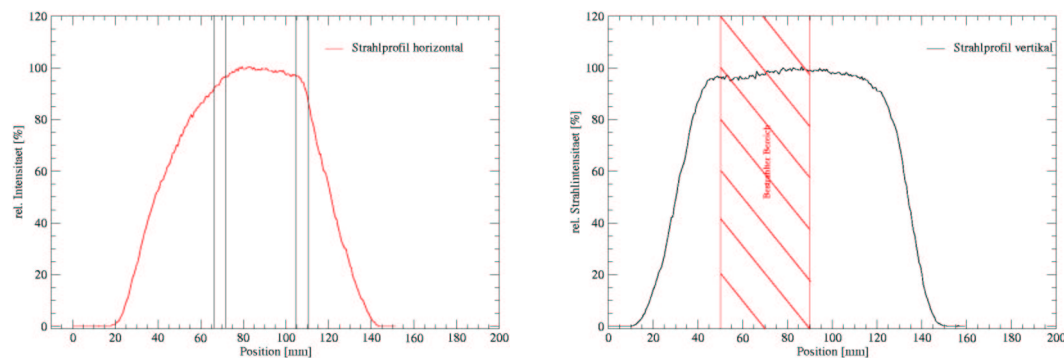 120
100
80
60
40
20
0
rel. Intensitaet [%]
Strahlprofil horizontal
0 20 40 60 80 100 120 140 160 180 200
Position [mm]
120
100
80
60
40
20
0
rel. Strahlintensitaet [%]
Strahlprofil vertikal
Bestrahlter Bereich
0 20 40 60 80 100 120 140 160 180 200
Position [mm]